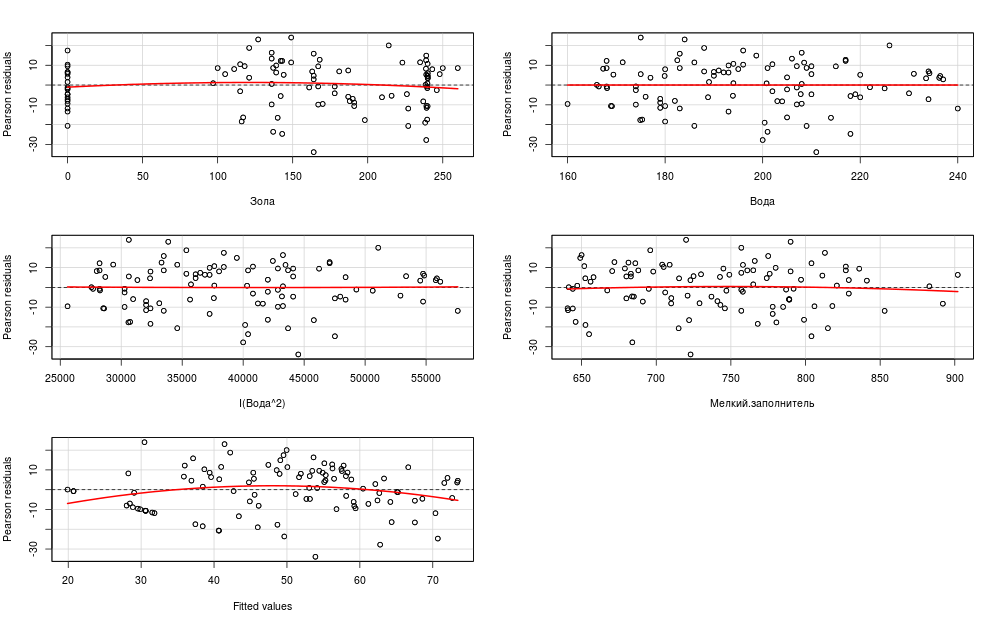 Pearson residuals
-30 -10 10
0 50 100 150 200 250
Зола
Pearson residuals
-30 -10 10
160 180 200 220 240
Вода
Pearson residuals
-30 -10 10
25000 30000 35000 40000 45000 50000 55000
I(Вода^2)
Pearson residuals
-30 -10 10
650 700 750 800 850 900
Мелкий.заполнитель
Pearson residuals
-30 -10 10
20 30 40 50 60 70
Fitted values